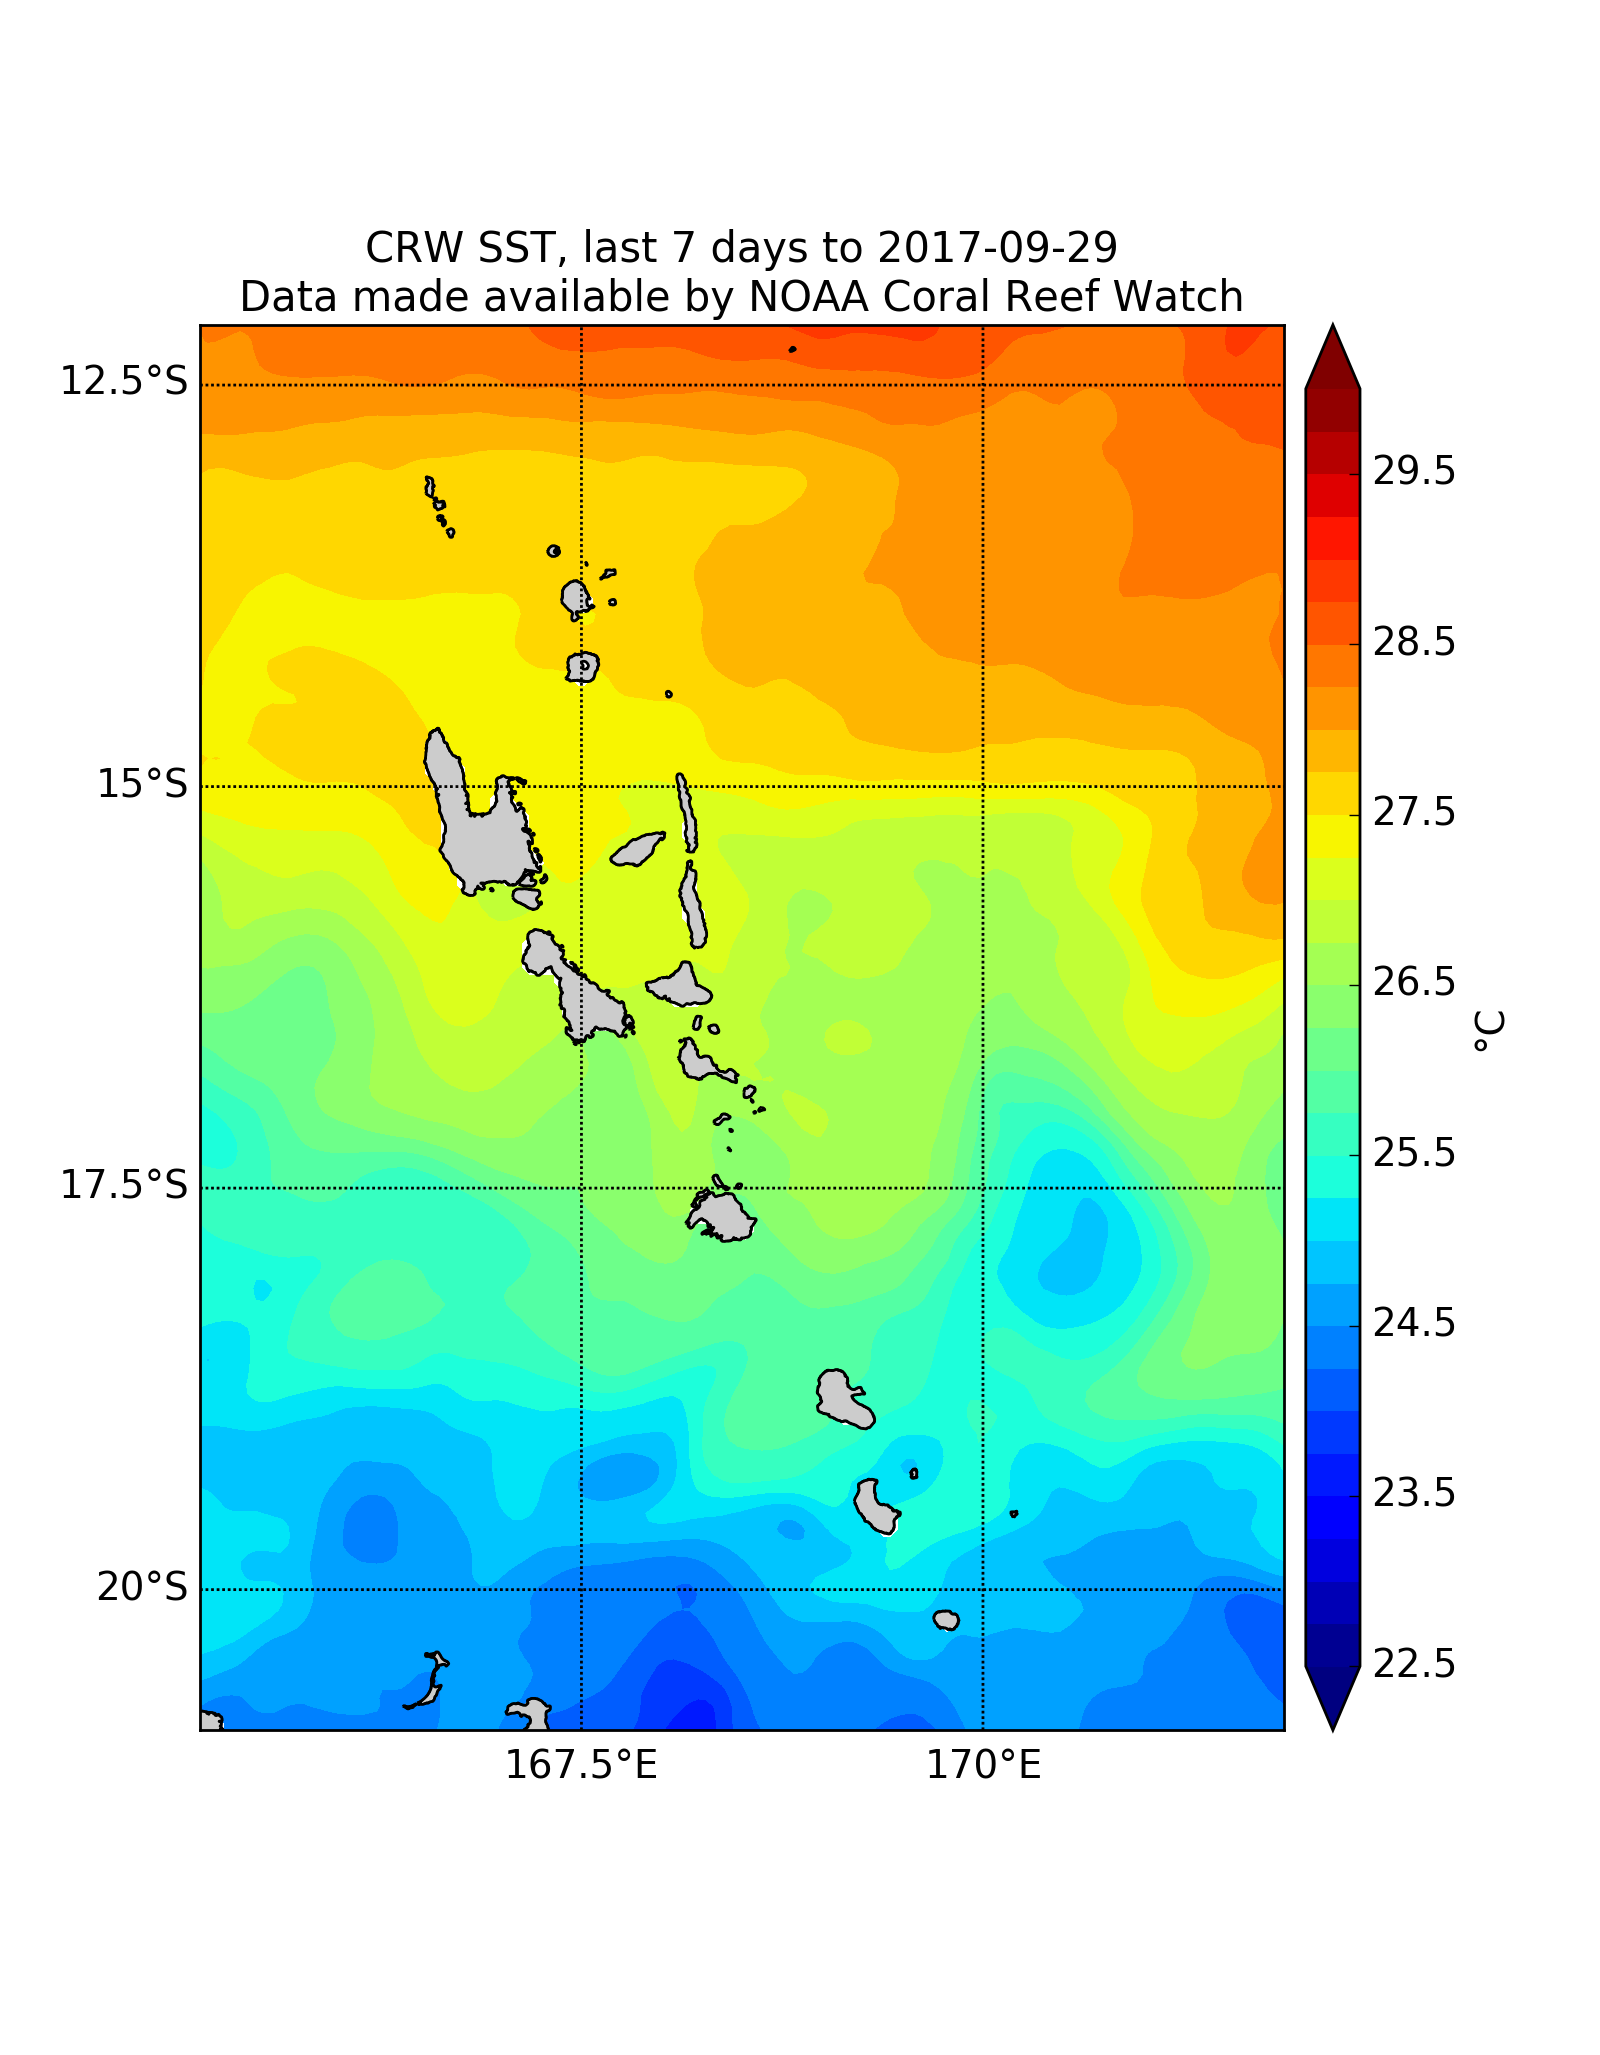 CRW SST, last 7 days to 2017-09-29
Data made available by NOAA Coral Reef Watch
12.5°S
15°S
17.5°S
20°S
167.5°E
170°E
29.5
28.5
27.5
26.5
25.5
24.5
23.5
22.5
°C